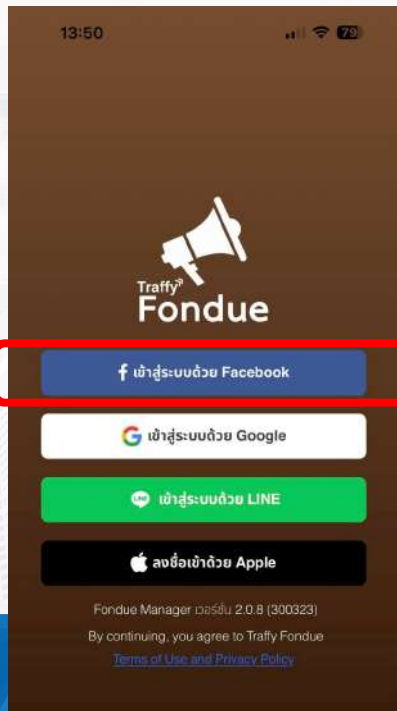 13:50
79
Traffy
Fondue
เข้าสู่ระบบด้วย Facebook
เข้าสู่ระบบด้วย Google
LINE เข้าสู่ระบบด้วย LINE
ลงชื่อเข้าด้วย Apple
Fondue Manager เวอร์ชั่น 2.0.8 (300323)
By continuing, you agree to Traffy Fondue
Terms of Use and Privacy Policy